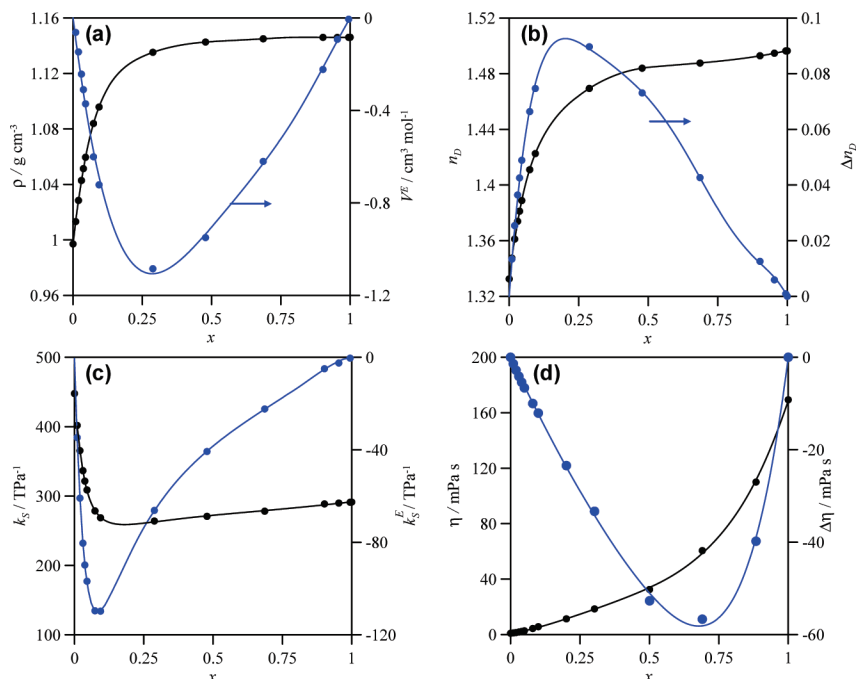 (a)
1.16
1.12
1.08
1.04
1
0.96
ρ / g cm⁻³
0
-0.4
-0.8
-1.2
Vᴱ / cm³ mol⁻¹
0 0.25 0.5 0.75 1
x
(b)
1.52
1.48
1.44
1.4
1.36
1.32
n_D
0.1
0.08
0.06
0.04
0.02
0
Δn_D
0 0.25 0.5 0.75 1
x
(c)
500
400
300
200
100
k_S / TPa⁻¹
0
-40
-80
-120
k_S^E / TPa⁻¹
0 0.25 0.5 0.75 1
x
(d)
200
160
120
80
40
0
η / mPa s
0
-20
-40
-60
Δη / mPa s
0 0.25 0.5 0.75 1
x